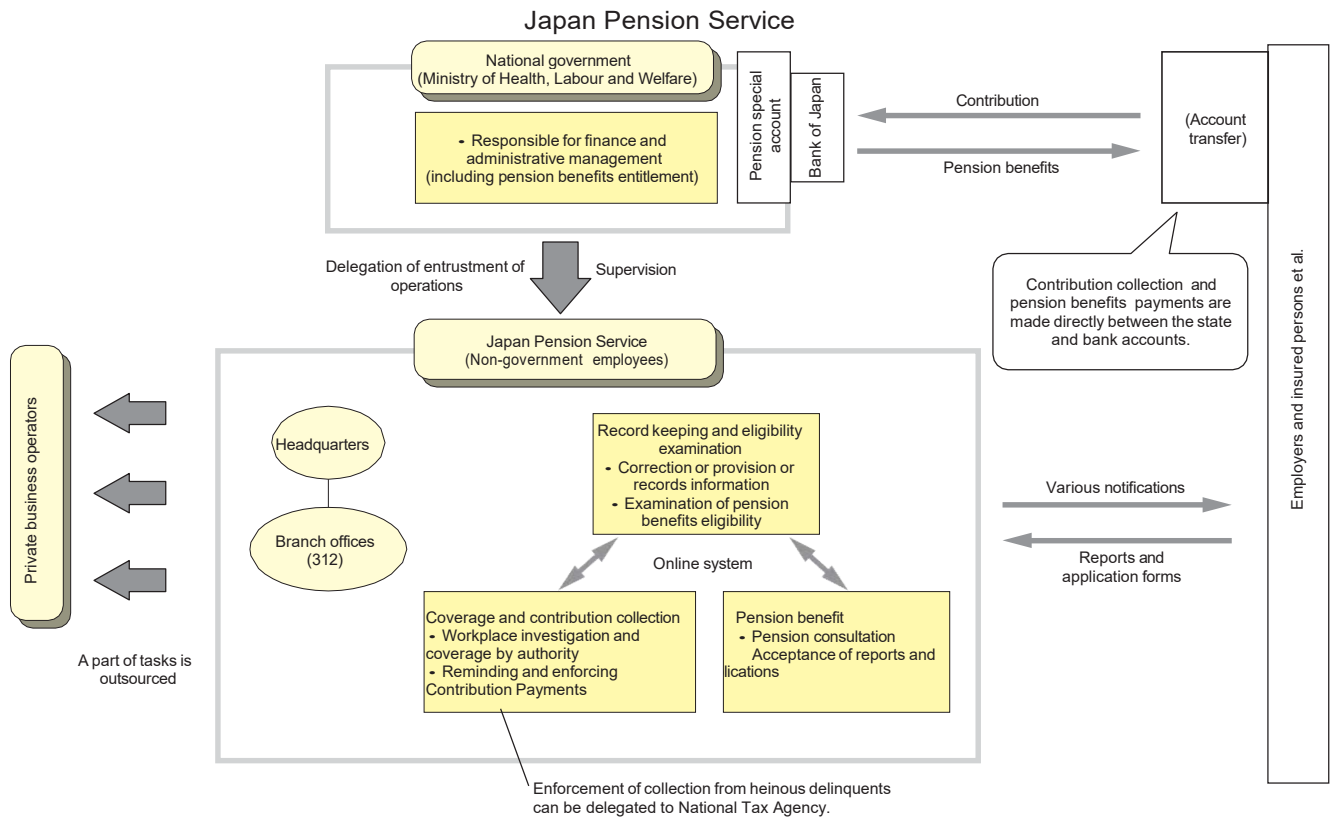 Japan Pension Service
National government
(Ministry of Health, Labour and Welfare)
• Responsible for finance and
administrative management
(including pension benefits entitlement)
Pension special
account
Bank of Japan
Contribution
Pension benefits
(Account
transfer)
Employers and insured persons et al.
Contribution collection and
pension benefits payments are
made directly between the state
and bank accounts.
Delegation of entrustment of
operations
Supervision
Japan Pension Service
(Non-government employees)
Private business operators
A part of tasks is
outsourced
Headquarters
Branch offices
(312)
Record keeping and eligibility
examination
• Correction or provision or
records information
• Examination of pension
benefits eligibility
Online system
Coverage and contribution collection
• Workplace investigation and
coverage by authority
• Reminding and enforcing
Contribution Payments
Pension benefit
• Pension consultation
Acceptance of reports and
lications
Various notifications
Reports and
application forms
Enforcement of collection from heinous delinquents
can be delegated to National Tax Agency.